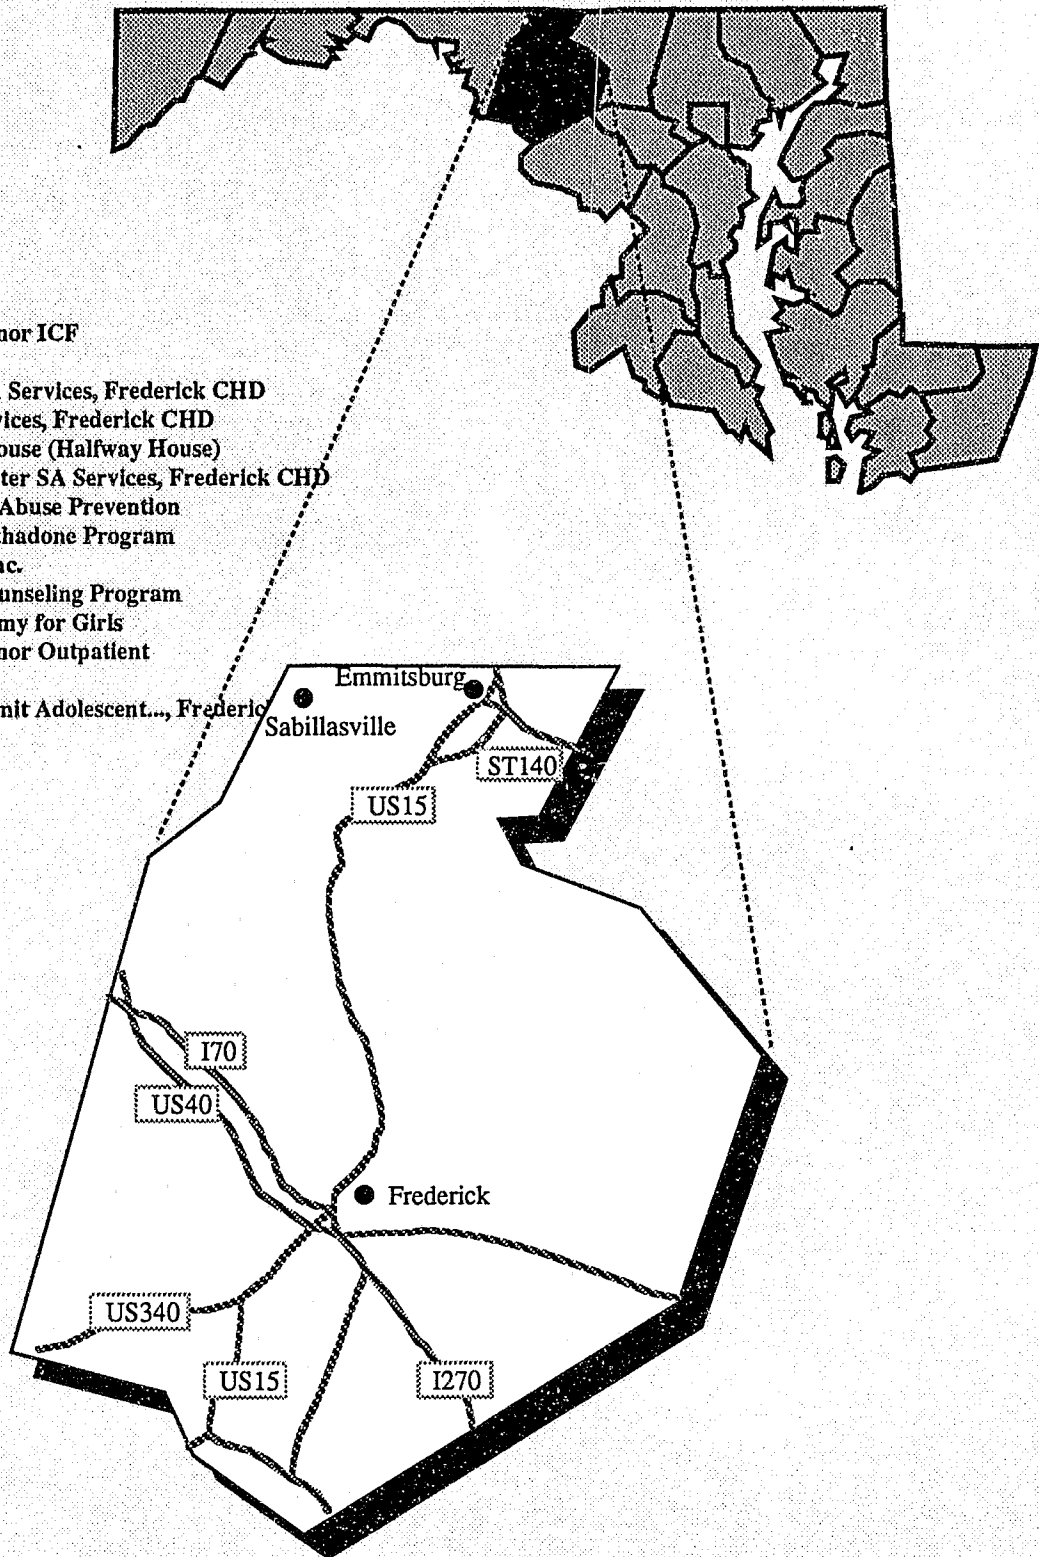 nor ICF
Services, Frederick CHD
vices, Frederick CHD
ouse (Halfway House)
ter SA Services, Frederick CHD
Abuse Prevention
thadone Program
nc.
unseling Program
my for Girls
nor Outpatient
mit Adolescent..., Frederic
Emmitsburg
Sabillasville
ST140
US15
I70
US40
Frederick
US340
US15
I270